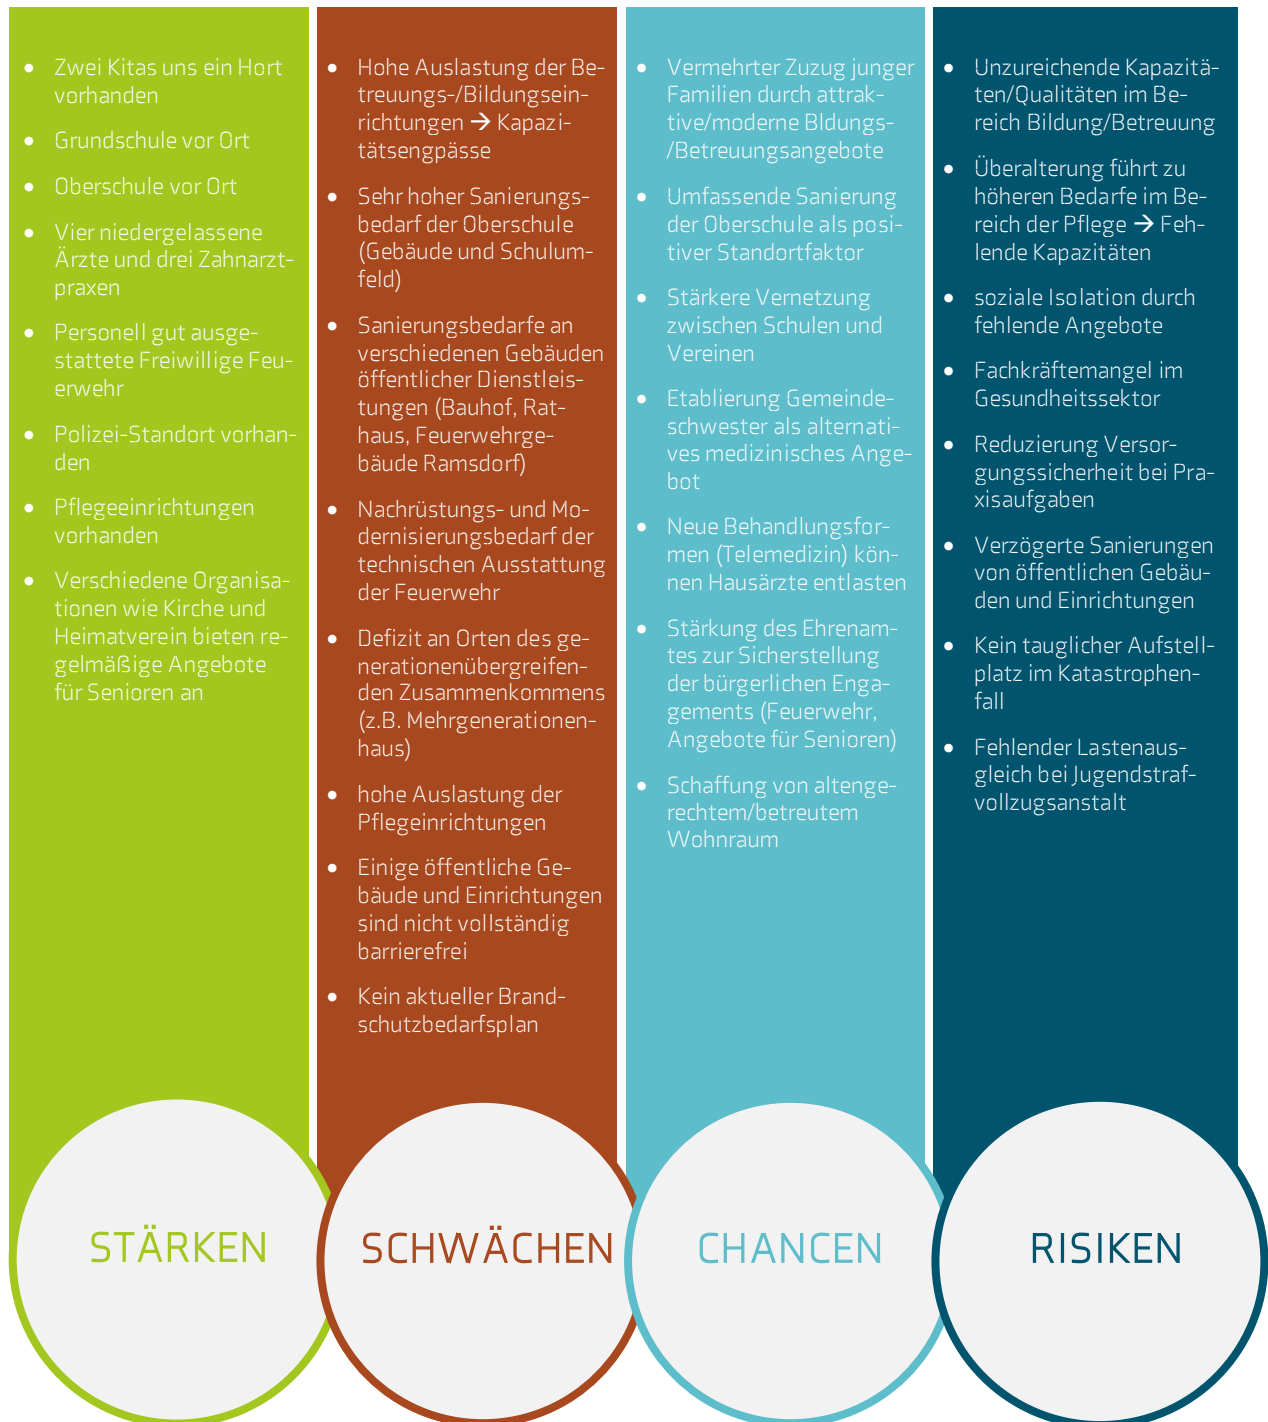 • Zwei Kitas uns ein Hort
vorhanden
• Grundschule vor Ort
• Oberschule vor Ort
• Vier niedergelassene
Ärzte und drei Zahnarzt-
praxen
• Personell gut ausge-
stattete Freiwillige Feu-
erwehr
• Polizei-Standort vorhan-
den
• Pflegeeinrichtungen
vorhanden
• Verschiedene Organisa-
tionen wie Kirche und
Heimatverein bieten re-
gelmäßige Angebote
für Senioren an
STÄRKEN
• Hohe Auslastung der Be-
treuungs-/Bildungsein-
richtungen → Kapazi-
tätsengpässe
• Sehr hoher Sanierungs-
bedarf der Oberschule
(Gebäude und Schulum-
feld)
• Sanierungsbedarfe an
verschiedenen Gebäuden
öffentlicher Dienstleis-
tungen (Bauhof, Rat-
haus, Feuerwehrge-
bäude Ramsdorf)
• Nachrüstungs- und Mo-
dernisierungsbedarf der
technischen Ausstattung
der Feuerwehr
• Defizit an Orten des ge-
nerationenübergreifen-
den Zusammenkommens
(z.B. Mehrgenerationen-
haus)
• hohe Auslastung der
Pflegeinrichtungen
• Einige öffentliche Ge-
bäude und Einrichtungen
sind nicht vollständig
barrierefrei
• Kein aktueller Brand-
schutzbedarfsplan
SCHWÄCHEN
• Vermehrter Zuzug junger
Familien durch attrak-
tive/moderne Bldungs-
/Betreuungsangebote
• Umfassende Sanierung
der Oberschule als posi-
tiver Standortfaktor
• Stärkere Vernetzung
zwischen Schulen und
Vereinen
• Etablierung Gemeinde-
schwester als alternati-
ves medizinisches Ange-
bot
• Neue Behandlungsfor-
men (Telemedizin) kön-
nen Hausärzte entlasten
• Stärkung des Ehrenam-
tes zur Sicherstellung
der bürgerlichen Enga-
gements (Feuerwehr,
Angebote für Senioren)
• Schaffung von altenge-
rechtem/betreutem
Wohnraum
CHANCEN
• Unzureichende Kapazitä-
ten/Qualitäten im Be-
reich Bildung/Betreuung
• Überalterung führt zu
höheren Bedarfe im Be-
reich der Pflege → Feh-
lende Kapazitäten
• soziale Isolation durch
fehlende Angebote
• Fachkräftemangel im
Gesundheitssektor
• Reduzierung Versor-
gungssicherheit bei Pra-
xisaufgaben
• Verzögerte Sanierungen
von öffentlichen Gebäu-
den und Einrichtungen
• Kein tauglicher Aufstell-
platz im Katastrophen-
fall
• Fehlender Lastenaus-
gleich bei Jugendstraf-
vollzugsanstalt
RISIKEN